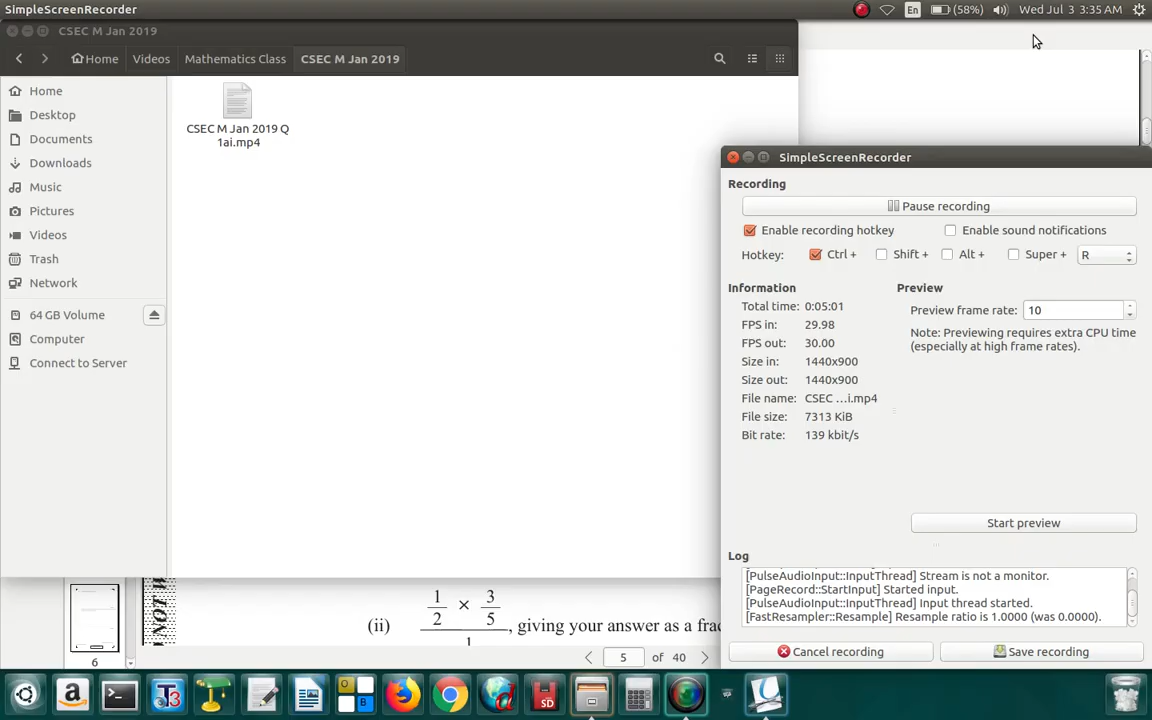 SimpleScreenRecorder
En
(58%)
Wed Jul 3 3:35 AM
CSEC M Jan 2019
Home
Videos
Mathematics Class
CSEC M Jan 2019
Home
Desktop
Documents
Downloads
Music
Pictures
Videos
Trash
Network
64 GB Volume
Computer
Connect to Server
CSEC M Jan 2019 Q
1ai.mp4
SimpleScreenRecorder
Recording
Pause recording
Enable recording hotkey
Enable sound notifications
Hotkey:
Ctrl +
Shift +
Alt +
Super +
R
Information
Total time: 0:05:01
FPS in: 29.98
FPS out: 30.00
Size in: 1440x900
Size out: 1440x900
File name: CSEC ...i.mp4
File size: 7313 KiB
Bit rate: 139 kbit/s
Preview
Preview frame rate: 10
Note: Previewing requires extra CPU time
(especially at high frame rates).
Start preview
Log
[PulseAudioInput::InputThread] Stream is not a monitor.
[PageRecord::StartInput] Started input.
[PulseAudioInput::InputThread] Input thread started.
[FastResampler::Resample] Resample ratio is 1.0000 (was 0.0000).
Cancel recording
Save recording
6
1 3
× 
2 5
(ii) , giving your answer as a frac
1
5 of 40
SD